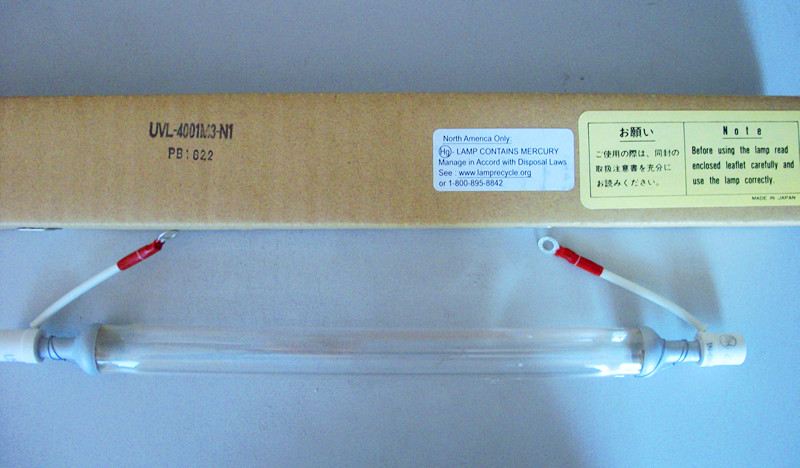 UVL-4001M3-N1
PB1622
North America Only:
Hg - LAMP CONTAINS MERCURY
Manage in Accord with Disposal Laws
See : www.lamprecycle.org
or 1-800-895-8842
お願い
ご使用の際は、同封の
取扱注意書を充分に
お読みください。
Note
Before using the lamp read
enclosed leaflet carefully and
use the lamp correctly.
MADE IN JAPAN